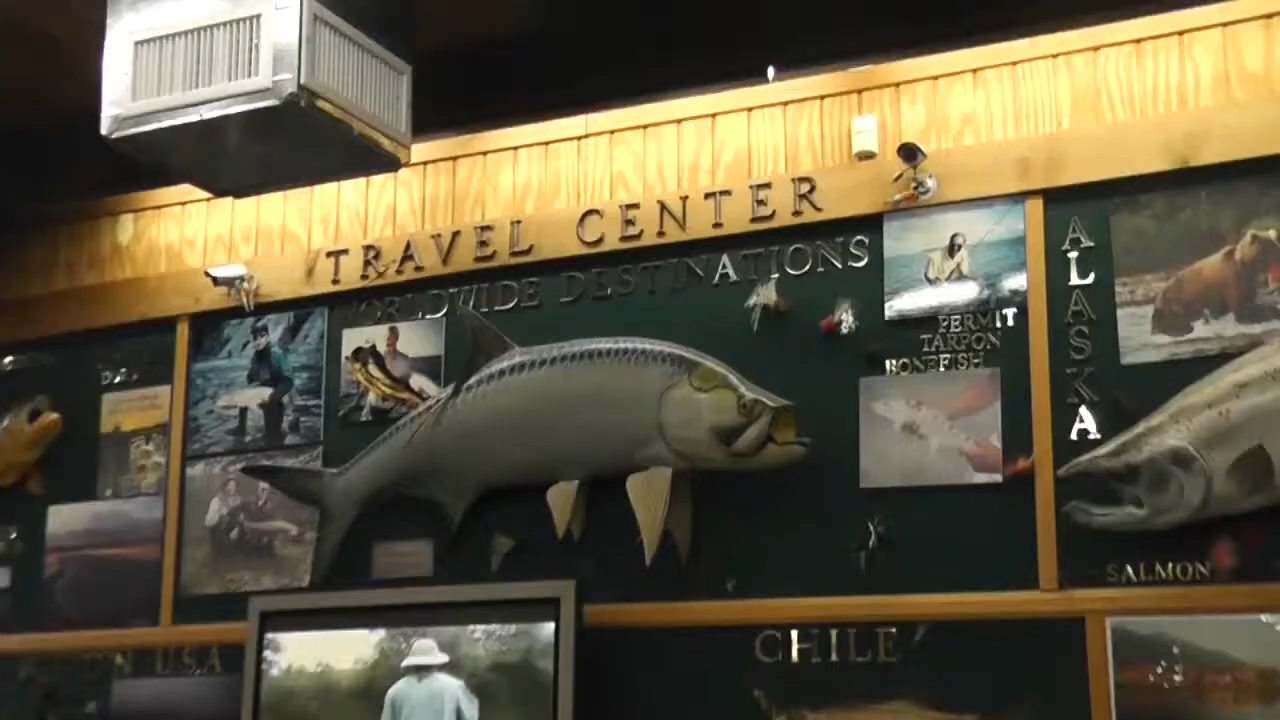 TRAVEL CENTER
WORLDWIDE DESTINATIONS
PERMIT
TARPON
BONEFISH
ALASKA
SALMON
USA
CHILE